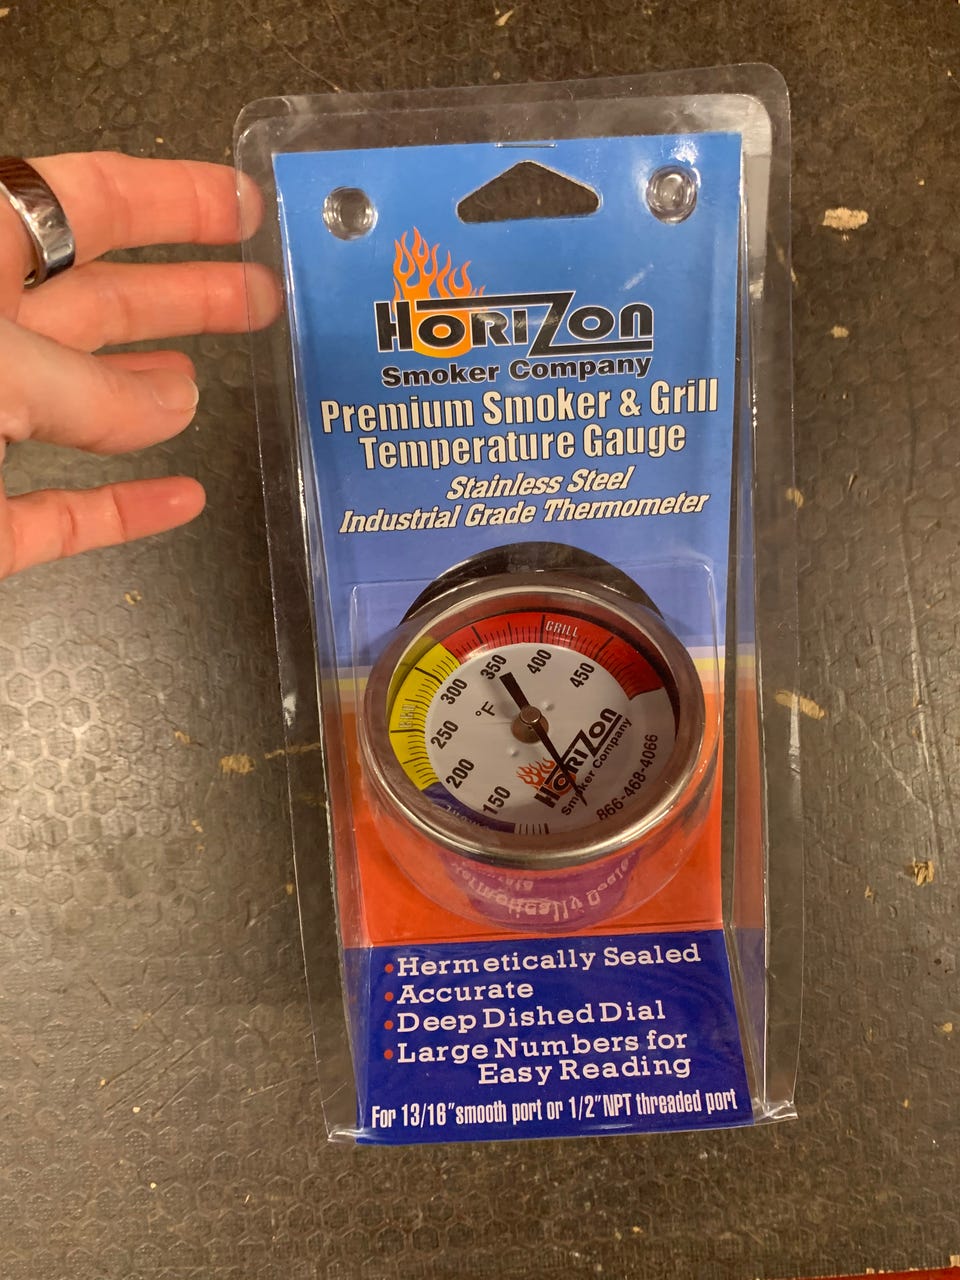 HORIZON
Smoker Company
Premium Smoker & Grill
Temperature Gauge
Stainless Steel
Industrial Grade Thermometer
GRILL
150
200
250
300
350
400
450
°F
HORIZON
Smoker Company
866-468-4066
•Hermetically Sealed
•Accurate
•Deep Dished Dial
•Large Numbers for
Easy Reading
For 13/16" smooth port or 1/2" NPT threaded port